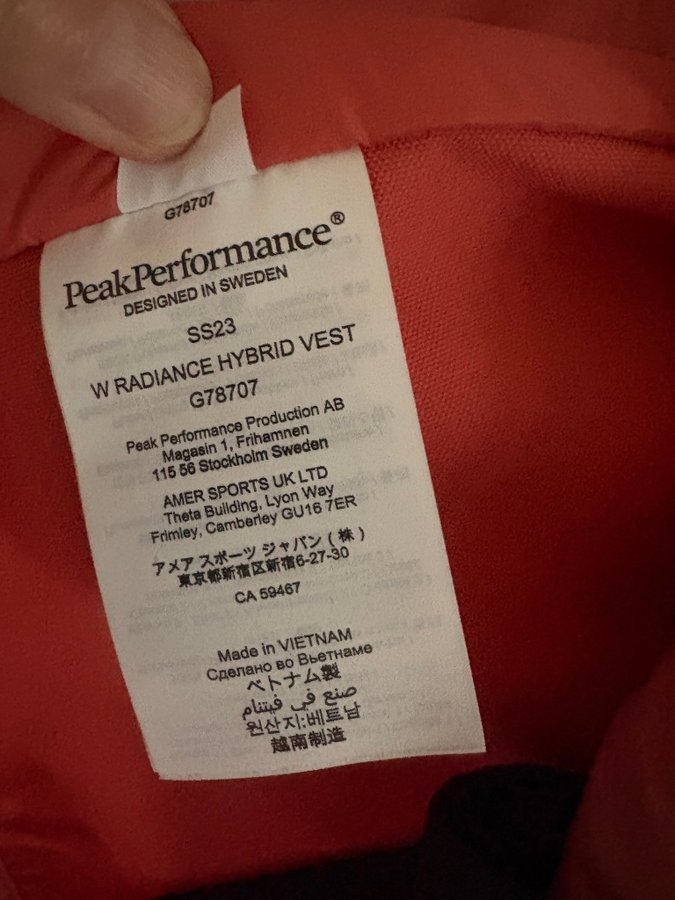 G78707
PeakPerformance®
DESIGNED IN SWEDEN
SS23
W RADIANCE HYBRID VEST
G78707
Peak Performance Production AB
Magasin 1, Frihamnen
115 56 Stockholm Sweden
AMER SPORTS UK LTD
Theta Building, Lyon Way
Frimley, Camberley GU16 7ER
アメア スポーツ ジャパン ( 株 )
東京都新宿区新宿6-27-30
CA 59467
Made in VIETNAM
Сделано во Вьетнаме
ベトナム製
صنع في فيتنام
원산지:베트남
越南制造